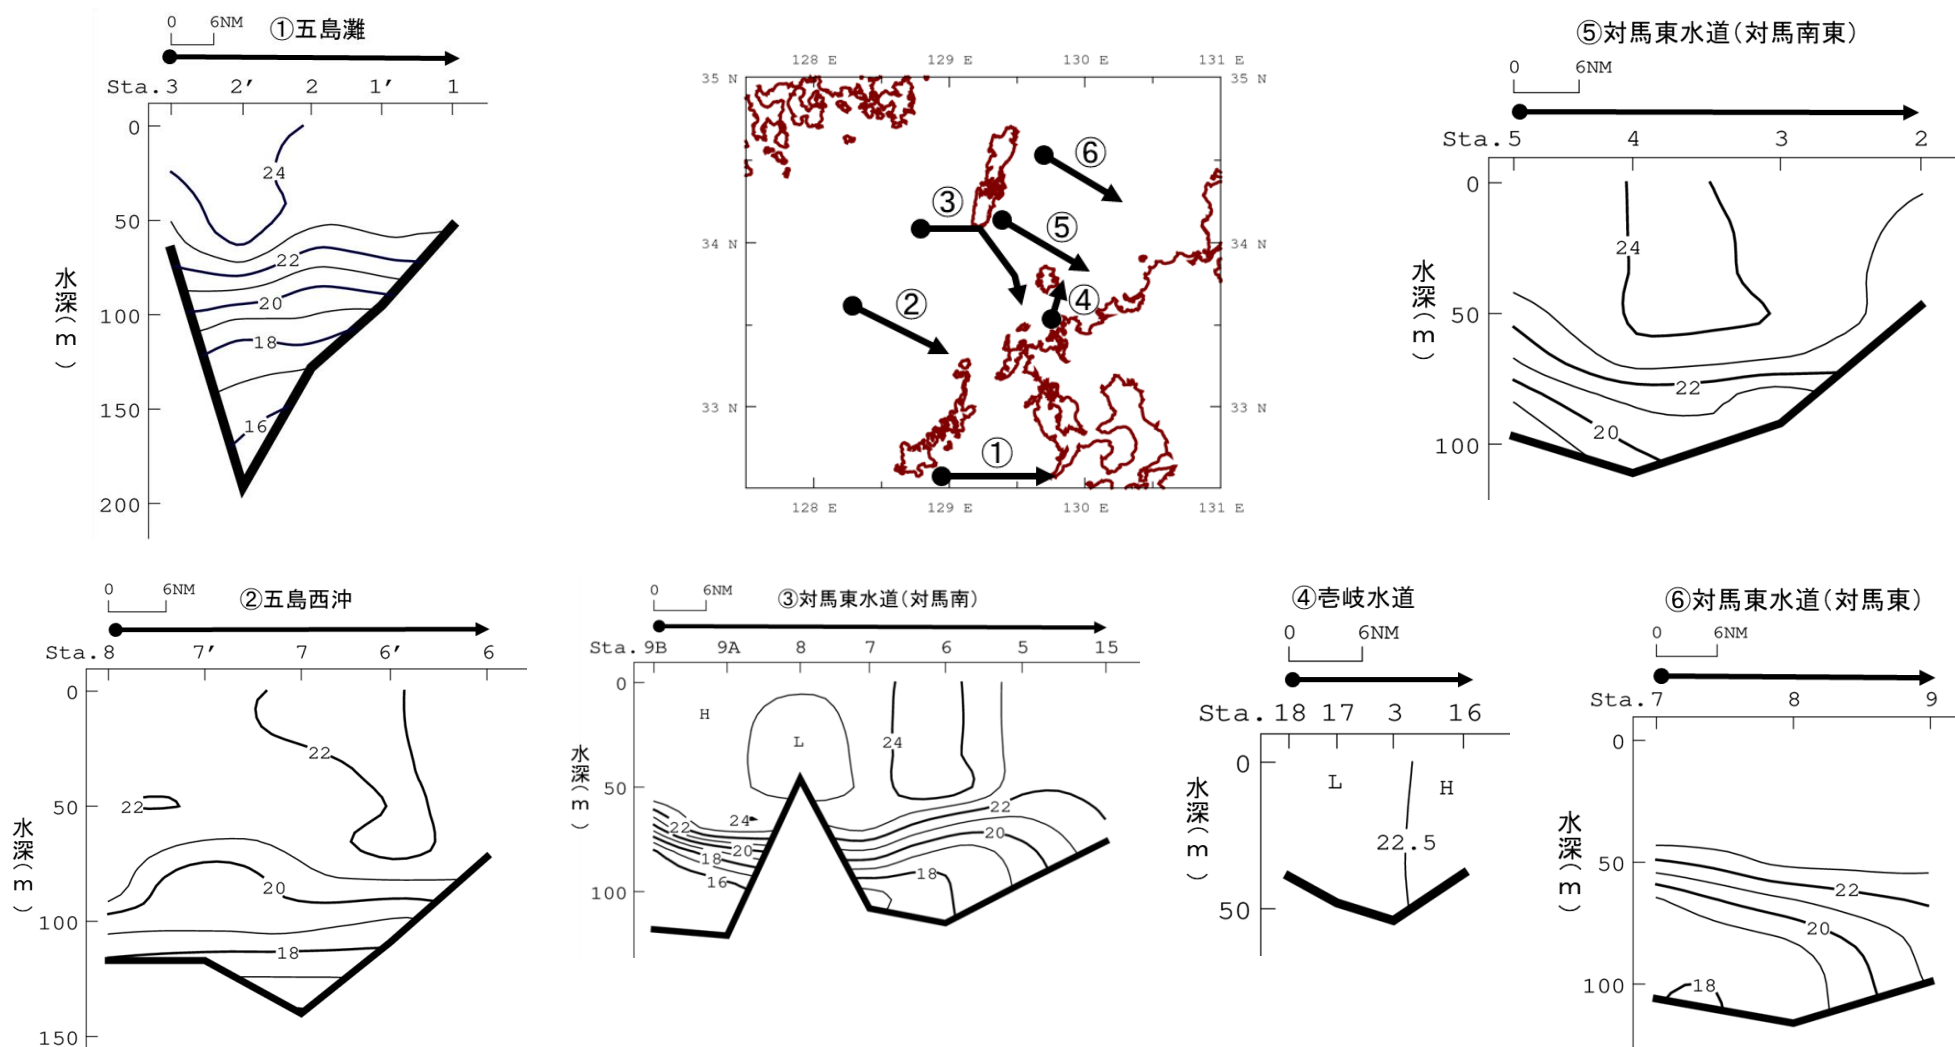 0 6NM ①五島灘
Sta.3 2′ 2 1′ 1
0
50
100
150
200
水深(m)
24
22
20
18
16
128 E 129 E 130 E 131 E
35 N 35 N
34 N 34 N
33 N 33 N
128 E 129 E 130 E 131 E
⑥
③
⑤
④
②
①
⑤対馬東水道(対馬南東)
0 6NM
Sta.5 4 3 2
0
50
100
水深(m)
24
22
20
0 6NM ②五島西沖
Sta.8 7′ 7 6′ 6
0
50
100
150
水深(m)
22
22
20
18
0 6NM ③対馬東水道(対馬南)
Sta.9B 9A 8 7 6 5 15
0
50
100
水深(m)
H
L
24
24
22
22
20
20
18
18
16
④壱岐水道
0 6NM
Sta.18 17 3 16
0
50
水深(m)
L H
22.5
⑥対馬東水道(対馬東)
0 6NM
Sta.7 8 9
0
50
100
水深(m)
22
20
18